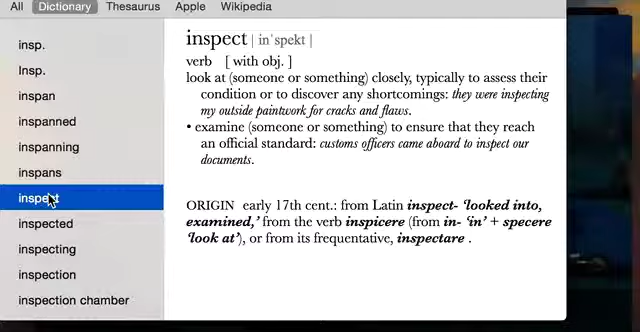 All Dictionary Thesaurus Apple Wikipedia
insp.
Insp.
inspan
inspanned
inspanning
inspans
inspect
inspected
inspecting
inspection
inspection chamber
inspect | inˈspekt |
verb [ with obj. ]
look at (someone or something) closely, typically to assess their
condition or to discover any shortcomings: they were inspecting
my outside paintwork for cracks and flaws.
• examine (someone or something) to ensure that they reach
an official standard: customs officers came aboard to inspect our
documents.
ORIGIN early 17th cent.: from Latin inspect- ‘looked into,
examined,’ from the verb inspicere (from in- ‘in’ + specere
‘look at’), or from its frequentative, inspectare .